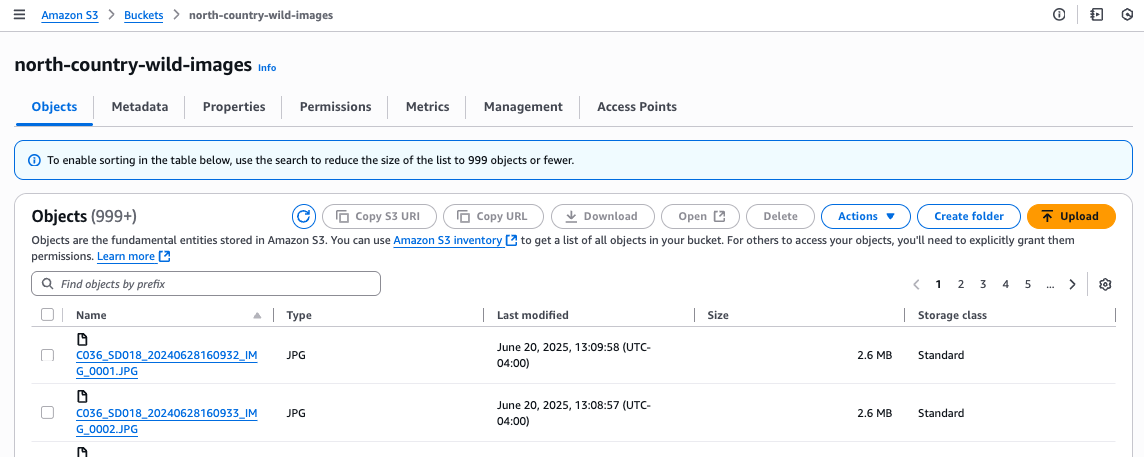 Amazon S3 > Buckets > north-country-wild-images
north-country-wild-images Info
Objects Metadata Properties Permissions Metrics Management Access Points
To enable sorting in the table below, use the search to reduce the size of the list to 999 objects or fewer.
Objects (999+) Copy S3 URI Copy URL Download Open Delete Actions Create folder Upload
Objects are the fundamental entities stored in Amazon S3. You can use Amazon S3 inventory to get a list of all objects in your bucket. For others to access your objects, you'll need to explicitly grant them
permissions. Learn more
Find objects by prefix < 1 2 3 4 5 ... >
Name Type Last modified Size Storage class
C036_SD018_20240628160932_IM
G_0001.JPG
JPG
June 20, 2025, 13:09:58 (UTC-
04:00)
2.6 MB
Standard
C036_SD018_20240628160933_IM
G_0002.JPG
JPG
June 20, 2025, 13:08:57 (UTC-
04:00)
2.6 MB
Standard